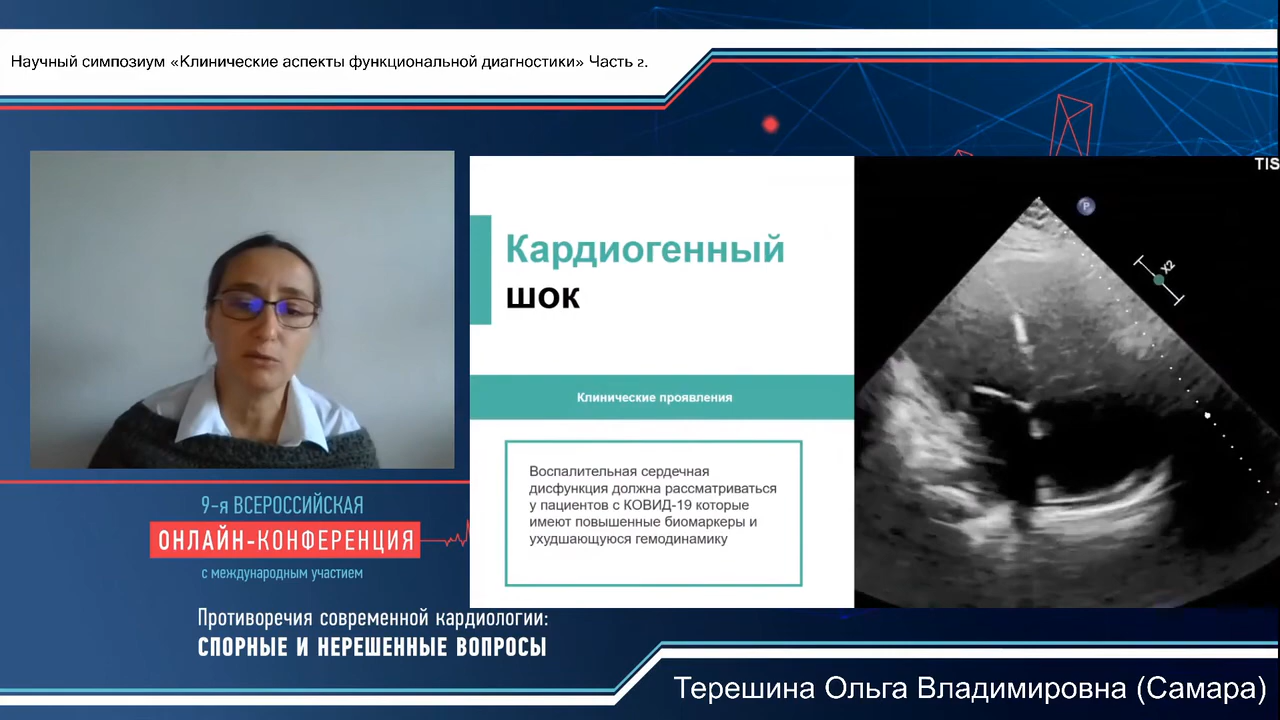 Научный симпозиум «Клинические аспекты функциональной диагностики» Часть 2.
TIS
P
X2
Кардиогенный
шок
Клинические проявления
Воспалительная сердечная
дисфункция должна рассматриваться
у пациентов с КОВИД-19 которые
имеют повышенные биомаркеры и
ухудшающуюся гемодинамику
9-я ВСЕРОССИЙСКАЯ
ОНЛАЙН-КОНФЕРЕНЦИЯ
с международным участием
Противоречия современной кардиологии:
СПОРНЫЕ И НЕРЕШЕННЫЕ ВОПРОСЫ
Терешина Ольга Владимировна (Самара)